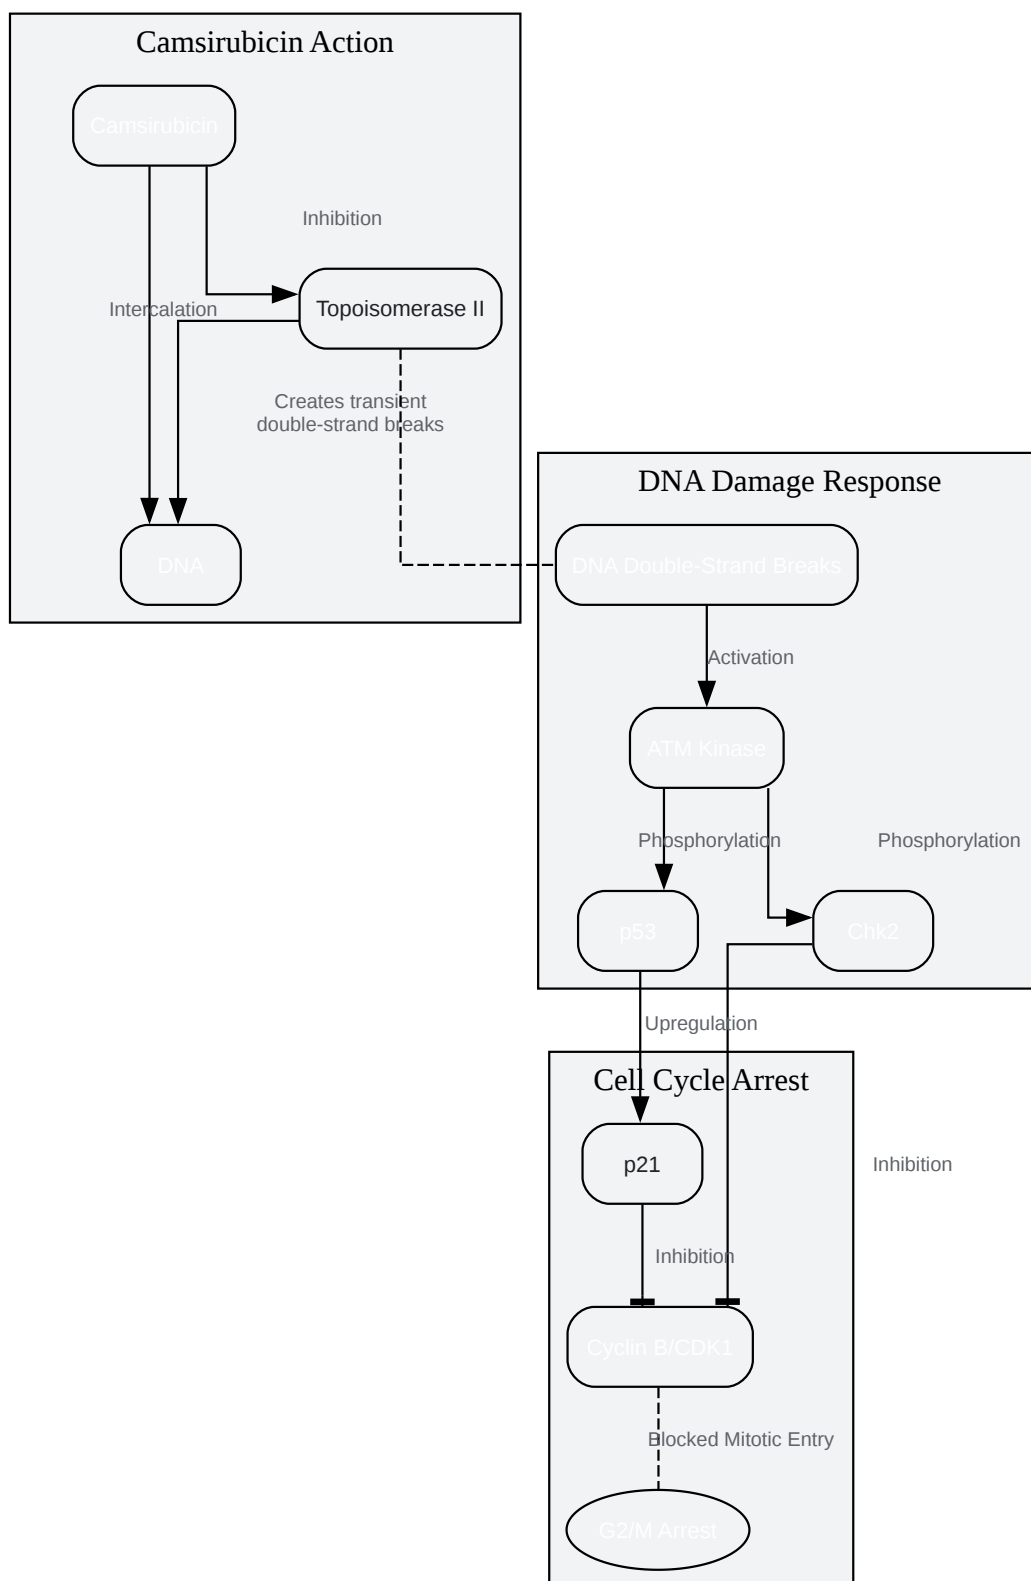 Camsirubicin Action
Camsirubicin
Inhibition
Intercalation
Topoisomerase II
Creates transient
double-strand breaks
DNA
DNA Damage Response
DNA Double-Strand Breaks
Activation
ATM Kinase
Phosphorylation
Phosphorylation
p53
Chk2
Upregulation
Cell Cycle Arrest
p21
Inhibition
Inhibition
Cyclin B/CDK1
Blocked Mitotic Entry
G2/M Arrest